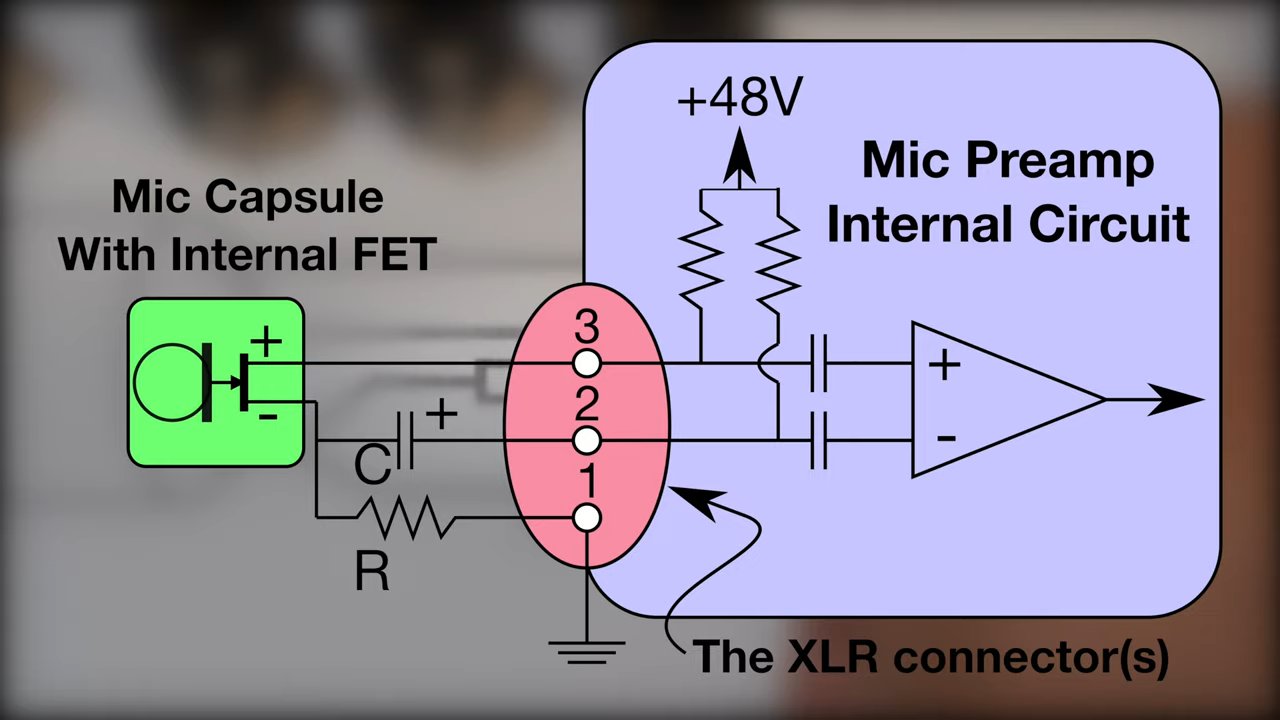 +48V
Mic Preamp
Internal Circuit
Mic Capsule
With Internal FET
+
-
3
2
1
+
C
R
+
-
The XLR connector(s)